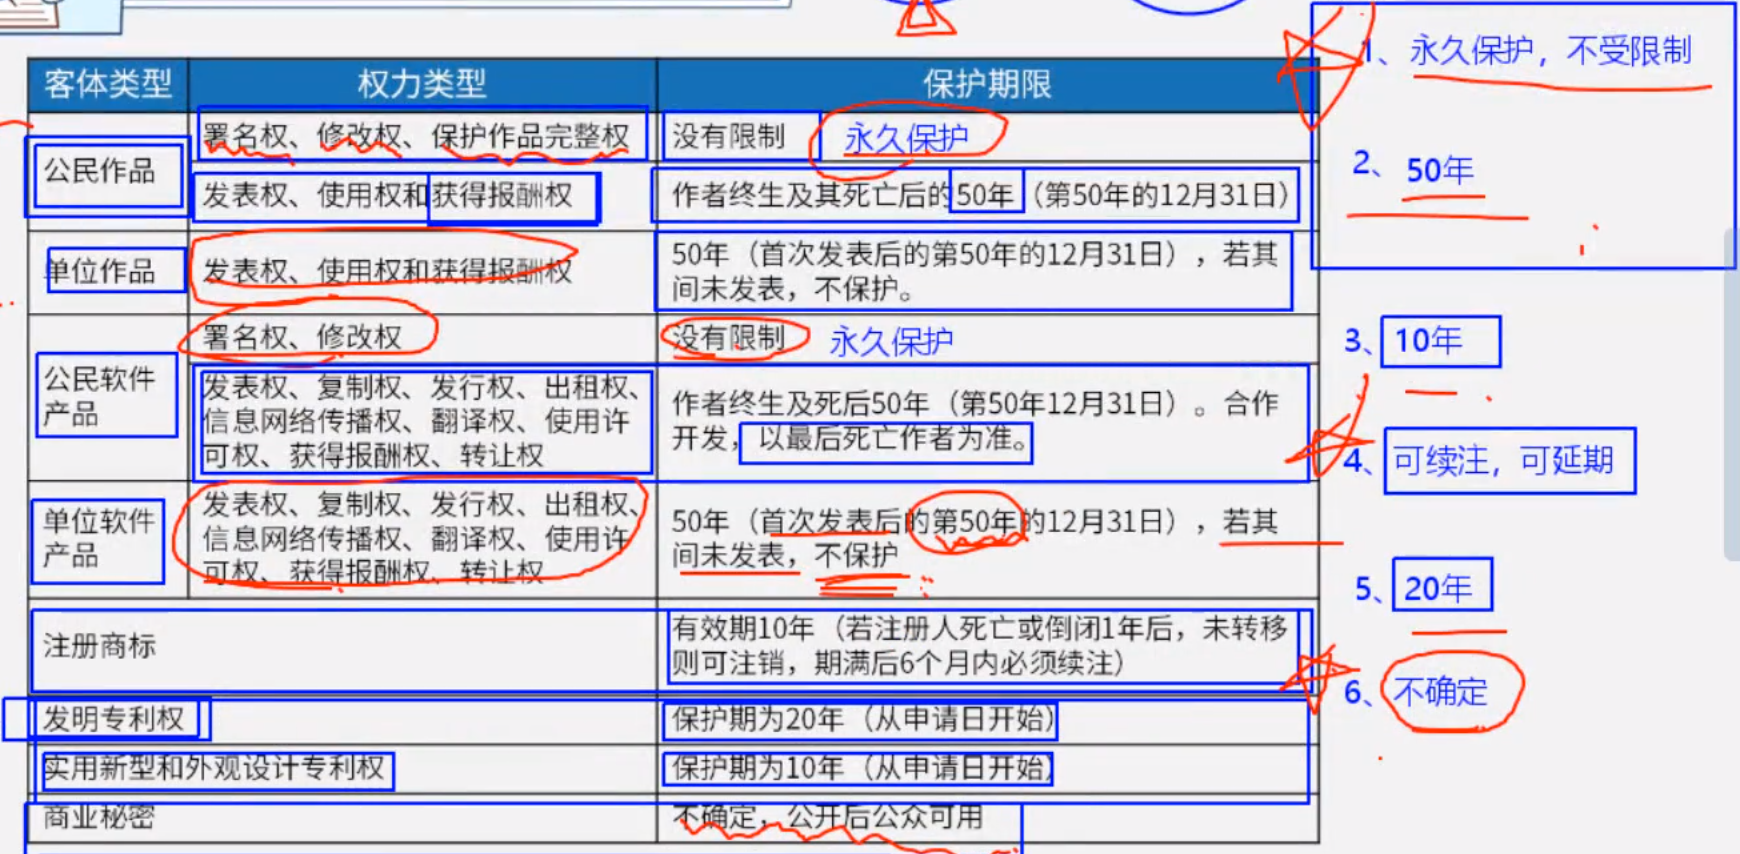 客体类型 权力类型 保护期限
公民作品
署名权、修改权、保护作品完整权
没有限制 永久保护
发表权、使用权和获得报酬权
作者终生及其死亡后的50年（第50年的12月31日）
单位作品
发表权、使用权和获得报酬权
50年（首次发表后的第50年的12月31日），若其
间未发表，不保护。
公民软件
产品
署名权、修改权
没有限制 永久保护
发表权、复制权、发行权、出租权、
信息网络传播权、翻译权、使用许
可权、获得报酬权、转让权
作者终生及死后50年（第50年12月31日）。合作
开发，以最后死亡作者为准。
单位软件
产品
发表权、复制权、发行权、出租权、
信息网络传播权、翻译权、使用许
可权、获得报酬权、转让权
50年（首次发表后的第50年的12月31日），若其
间未发表，不保护
注册商标
有效期10年（若注册人死亡或倒闭1年后，未转移
则可注销，期满后6个月内必须续注）
发明专利权
保护期为20年（从申请日开始）
实用新型和外观设计专利权
保护期为10年（从申请日开始）
商业秘密
不确定，公开后公众可用
1、永久保护，不受限制
2、50年
3、10年
4、可续注，可延期
5、20年
6、不确定